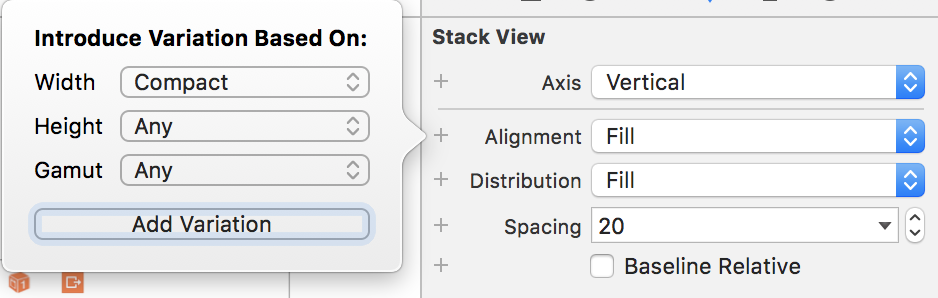 Introduce Variation Based On:
Width Compact
Height Any
Gamut Any
Add Variation
Stack View
+ Axis Vertical
+ Alignment Fill
+ Distribution Fill
+ Spacing 20
+ Baseline Relative
1